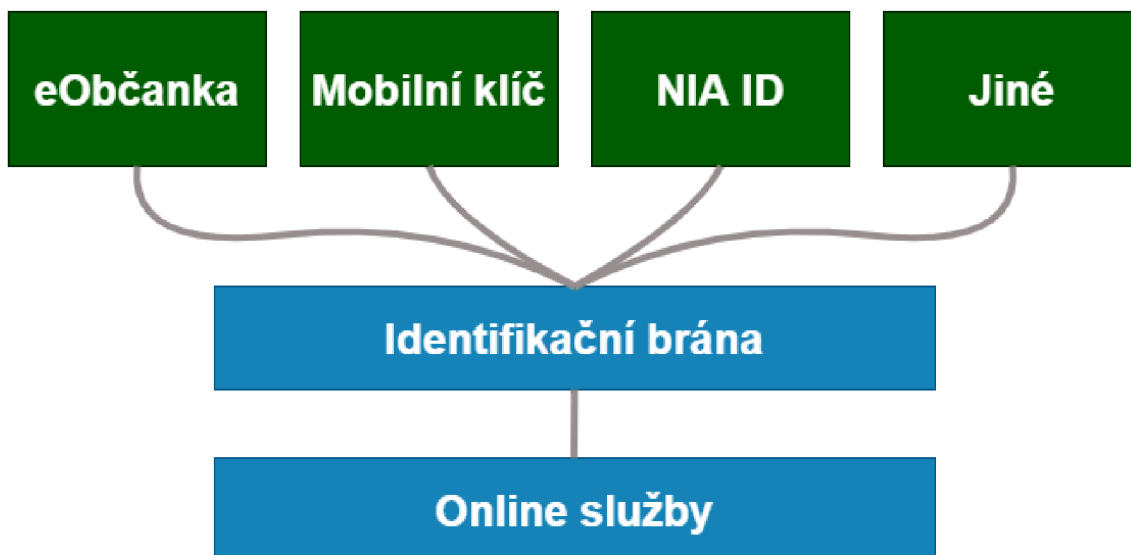 eObčanka
Mobilní klíč
NIA ID
Jiné
Identifikační brána
Online služby